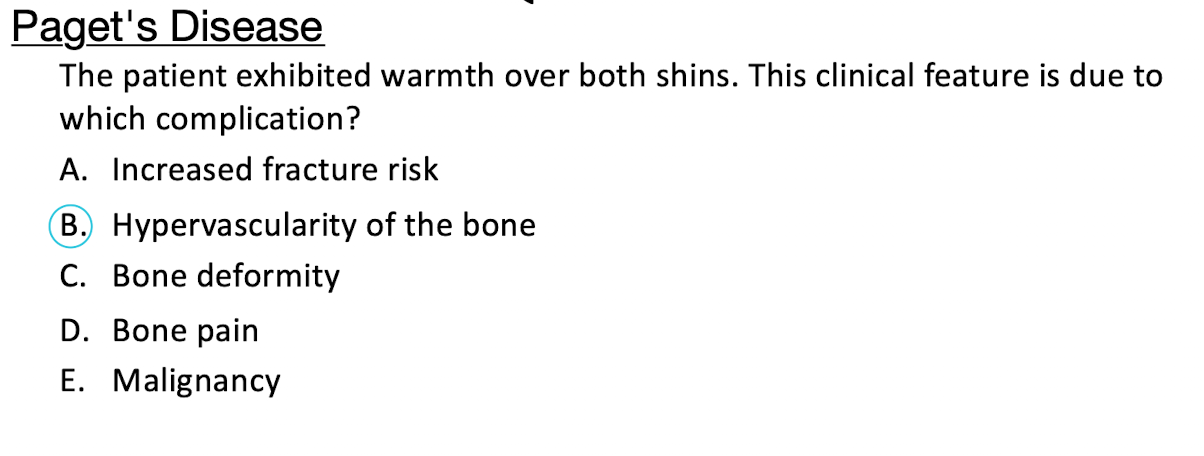 Paget's Disease
The patient exhibited warmth over both shins. This clinical feature is due to
which complication?
A. Increased fracture risk
B. Hypervascularity of the bone
C. Bone deformity
D. Bone pain
E. Malignancy